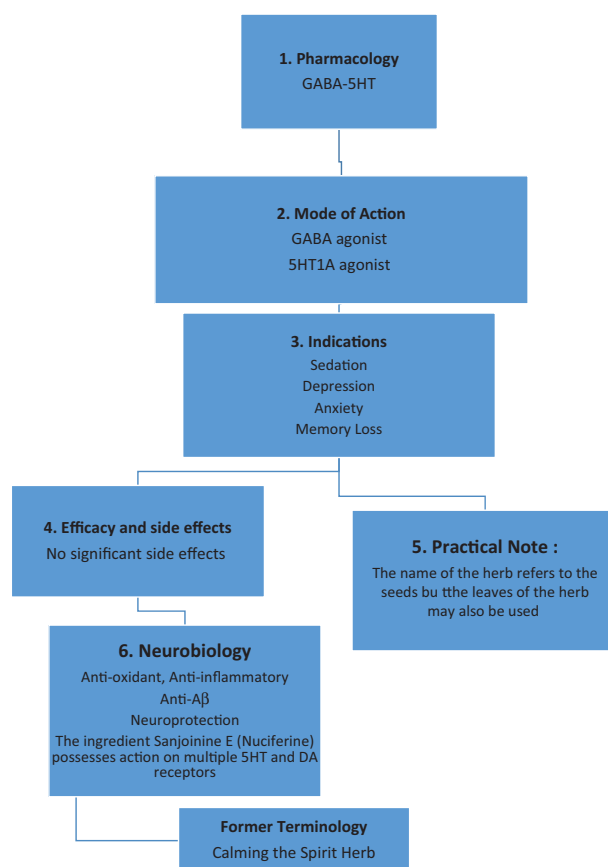 1. Pharmacology
GABA-5HT
2. Mode of Action
GABA agonist
5HT1A agonist
3. Indications
Sedation
Depression
Anxiety
Memory Loss
4. Efficacy and side effects
No significant side effects
5. Practical Note :
The name of the herb refers to the
seeds bu tthe leaves of the herb
may also be used
6. Neurobiology
Anti-oxidant, Anti-inflammatory
Anti-Aβ
Neuroprotection
The ingredient Sanjoinine E (Nuciferine)
possesses action on multiple 5HT and DA
receptors
Former Terminology
Calming the Spirit Herb